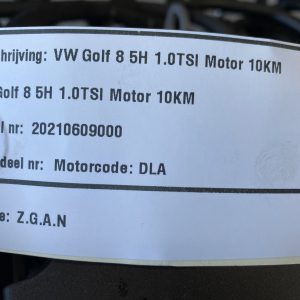 hrijving: VW Golf 8 5H 1.0TSI Motor 10KM
Golf 8 5H 1.0TSI Motor 10KM
l nr: 20210609000
deel nr: Motorcode: DLA
e: Z.G.A.N